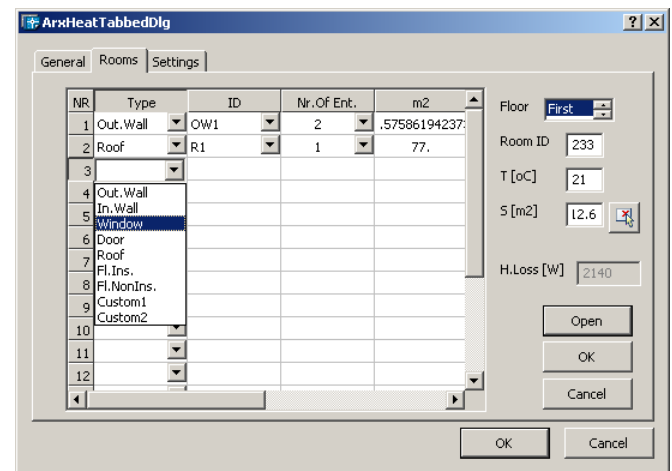 ArxHeatTabbedDlg
General Rooms Settings
NR Type ID Nr.Of Ent. m2
1 Out.Wall OW1 2 .57586194237
2 Roof R1 1 77.
3
4 Out.Wall
5 In.Wall
Window
6 Door
7 Roof
Fl.Ins.
8 Fl.NonIns.
9 Custom1
Custom2
10
11
12
Floor First
Room ID 233
T [oC] 21
S [m2] 12.6
H.Loss [W] 2140
Open
OK
Cancel
OK Cancel